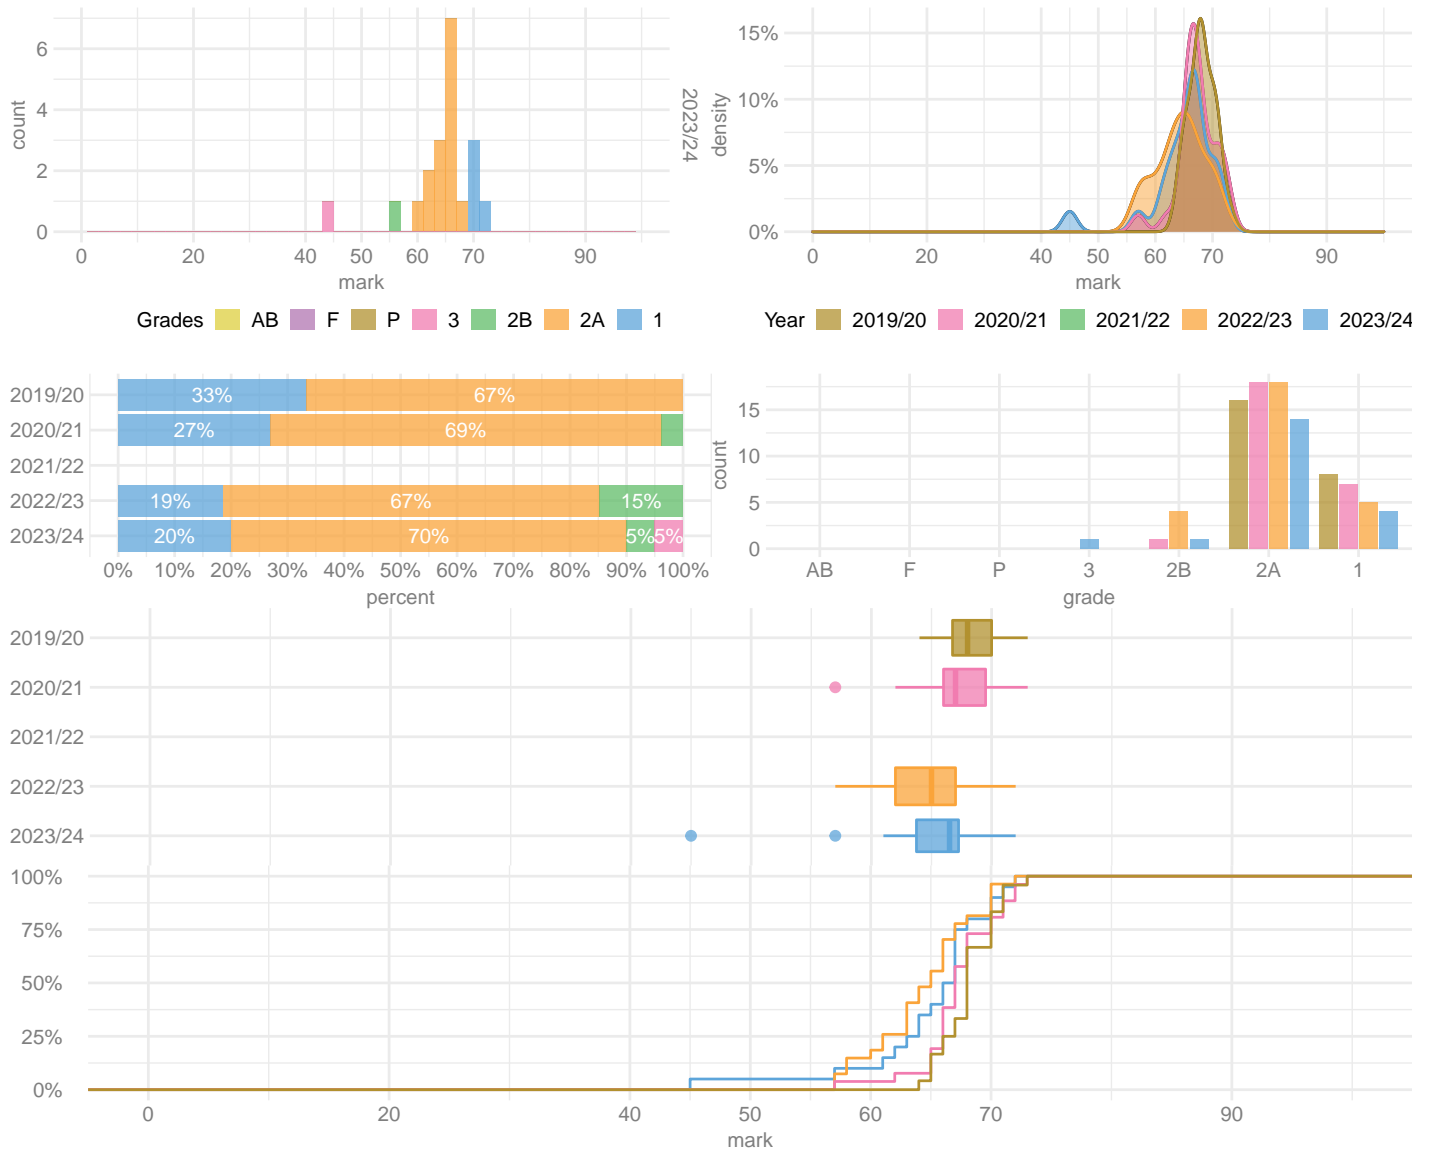 6
4
2
0
count
0 20 40 50 60 70 90
mark
2023/24
15%
10%
5%
0%
density
0 20 40 50 60 70 90
mark
Grades AB F P 3 2B 2A 1
Year 2019/20 2020/21 2021/22 2022/23 2023/24
2019/20 33% 67%
2020/21 27% 69%
2021/22
2022/23 19% 67% 15%
2023/24 20% 70% 5% 5%
0% 10% 20% 30% 40% 50% 60% 70% 80% 90% 100%
percent
15
10
5
0
count
AB F P 3 2B 2A 1
grade
2019/20
2020/21
2021/22
2022/23
2023/24
100%
75%
50%
25%
0%
0 20 40 50 60 70 90
mark